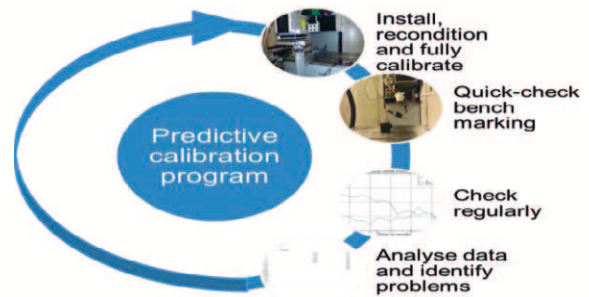 Install,
recondition
and fully
calibrate
Quick-check
bench
marking
Predictive
calibration
program
Check
regularly
Analyse data
and identify
problems